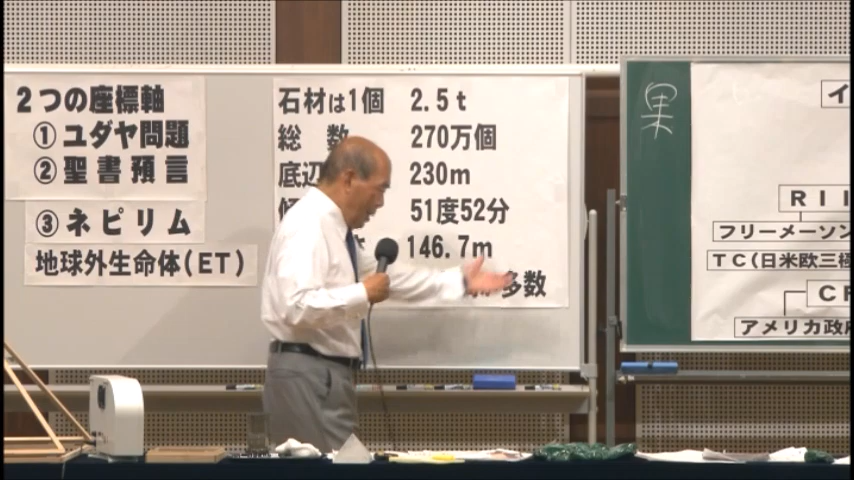 2つの座標軸
①ユダヤ問題
②聖書預言
③ネピリム
地球外生命体(ET)
石材は1個 2.5t
総数 270万個
底辺 230m
51度52分
146.7m
多数
果
イ
RII
フリーメーソン
TC(日米欧三極
CF
アメリカ政府